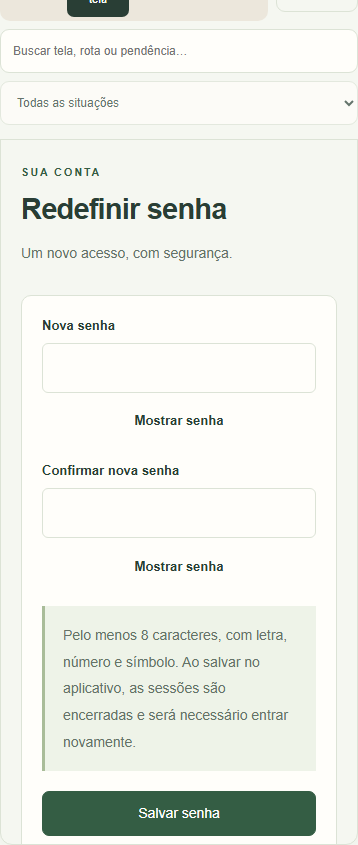 tela
Buscar tela, rota ou pendência...
Todas as situações
SUA CONTA
Redefinir senha
Um novo acesso, com segurança.
Nova senha
Mostrar senha
Confirmar nova senha
Mostrar senha
Pelo menos 8 caracteres, com letra,
número e símbolo. Ao salvar no
aplicativo, as sessões são
encerradas e será necessário entrar
novamente.
Salvar senha